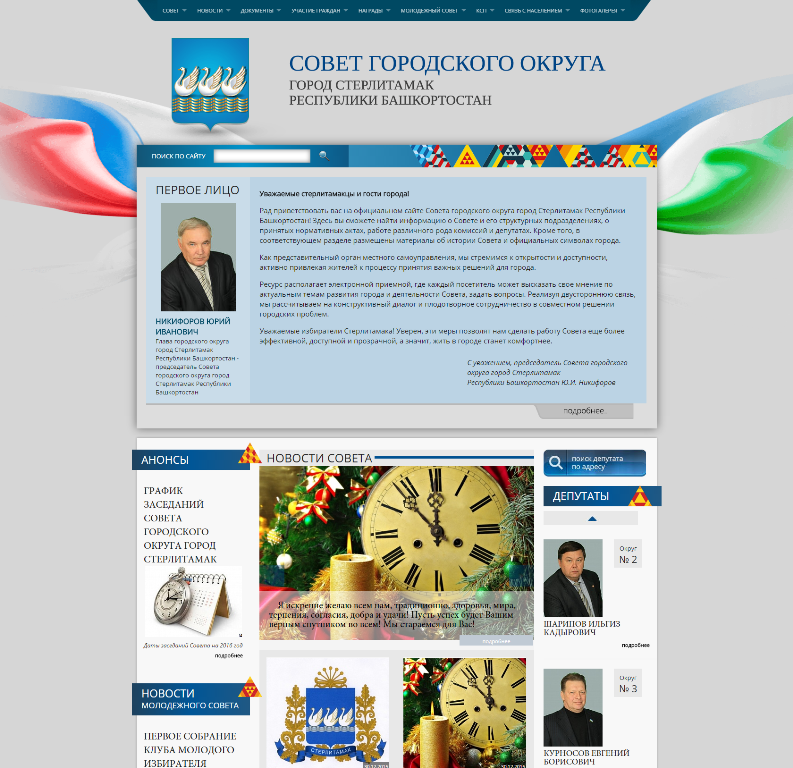 СОВЕТ НОВОСТИ ДОКУМЕНТЫ УЧАСТИЕ ГРАЖДАН НАГРАДЫ МОЛОДЕЖНЫЙ СОВЕТ КСП СВЯЗЬ С НАСЕЛЕНИЕМ ФОТОГАЛЕРЕЯ
СОВЕТ ГОРОДСКОГО ОКРУГА
ГОРОД СТЕРЛИТАМАК
РЕСПУБЛИКИ БАШКОРТОСТАН
ПОИСК ПО САЙТУ
ПЕРВОЕ ЛИЦО
НИКИФОРОВ ЮРИЙ
ИВАНОВИЧ
Глава городского округа
город Стерлитамак
Республики Башкортостан -
председатель Совета
городского округа город
Стерлитамак Республики
Башкортостан
Уважаемые стерлитамакцы и гости города!
Рад приветствовать вас на официальном сайте Совета городского округа город Стерлитамак Республики
Башкортостан! Здесь вы сможете найти информацию о Совете и его структурных подразделениях, о
принятых нормативных актах, работе различного рода комиссий и депутатах. Кроме того, в
соответствующем разделе размещены материалы об истории Совета и официальных символах города.
Как представительный орган местного самоуправления, мы стремимся к открытости и доступности,
активно привлекая жителей к процессу принятия важных решений для города.
Ресурс располагает электронной приемной, где каждый посетитель может высказать свое мнение по
актуальным темам развития города и деятельности Совета, задать вопросы. Реализуя двустороннюю связь,
мы рассчитываем на конструктивный диалог и плодотворное сотрудничество в совместном решении
городских проблем.
Уважаемые избиратели Стерлитамака! Уверен, эти меры позволят нам сделать работу Совета еще более
эффективной, доступной и прозрачной, а значит, жить в городе станет комфортнее.
С уважением, председатель Совета городского
округа город Стерлитамак
Республики Башкортостан Ю.И. Никифоров
подробнее
АНОНСЫ
ГРАФИК
ЗАСЕДАНИЙ
СОВЕТА
ГОРОДСКОГО
ОКРУГА ГОРОД
СТЕРЛИТАМАК
Даты заседаний Совета на 2016 год
подробнее
НОВОСТИ
МОЛОДЕЖНОГО СОВЕТА
ПЕРВОЕ СОБРАНИЕ
КЛУБА МОЛОДОГО
ИЗБИРАТЕЛЯ
НОВОСТИ СОВЕТА
Я искренне желаю всем нам, традиционно, здоровья, мира,
терпения, согласия, добра и удачи! Пусть успех будет Вашим
верным спутником во всем! Мы стараемся для Вас!
подробнее
СТЕРЛИТАМАК
30.12.2015
30.12.2015
поиск депутата
по адресу
ДЕПУТАТЫ
Округ
№ 2
ШАРИПОВ ИЛЬГИЗ
КАДЫРОВИЧ
подробнее
Округ
№ 3
КУРНОСОВ ЕВГЕНИЙ
БОРИСОВИЧ